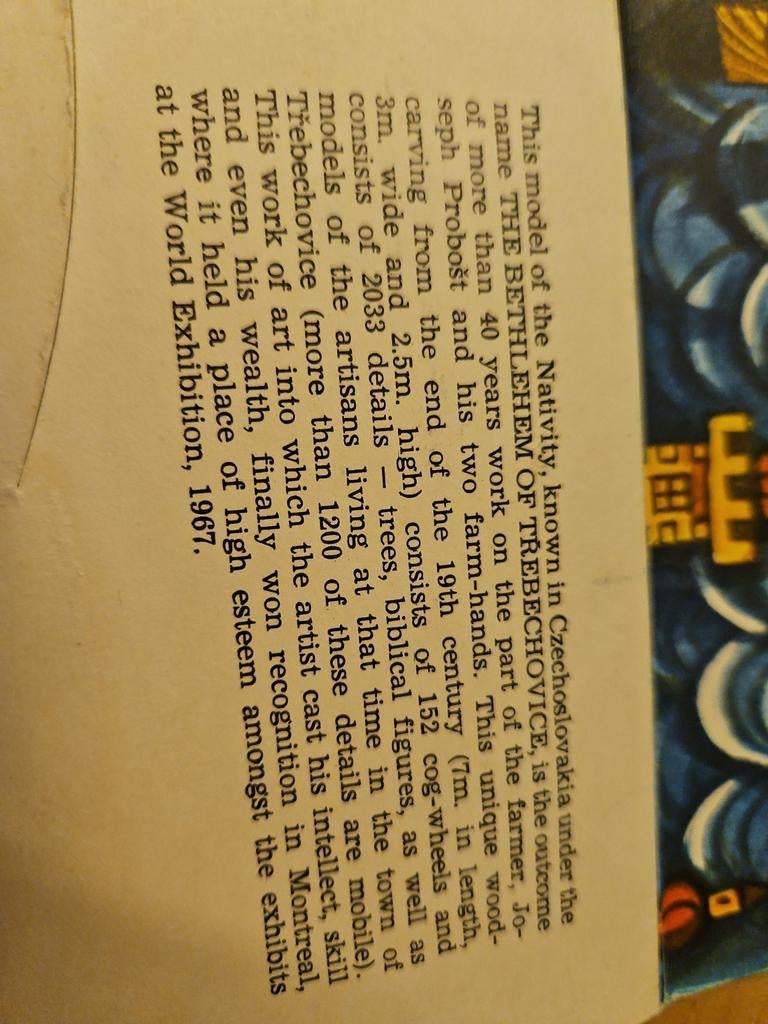 This model of the Nativity, known in Czechoslovakia under the
name THE BETHLEHEM OF TŘEBECHOVICE, is the outcome
of more than 40 years work on the part of the farmer, Jo-
seph Probošt and his two farm-hands. This unique wood-
carving from the end of the 19th century (7m. in length,
3m. wide and 2.5m. high) consists of 152 cog-wheels and
consists of 2033 details — trees, biblical figures, as well as
models of the artisans living at that time in the town of
Třebechovice (more than 1200 of these details are mobile).
This work of art into which the artist cast his intellect, skill
and even his wealth, finally won recognition in Montreal,
where it held a place of high esteem amongst the exhibits
at the World Exhibition, 1967.